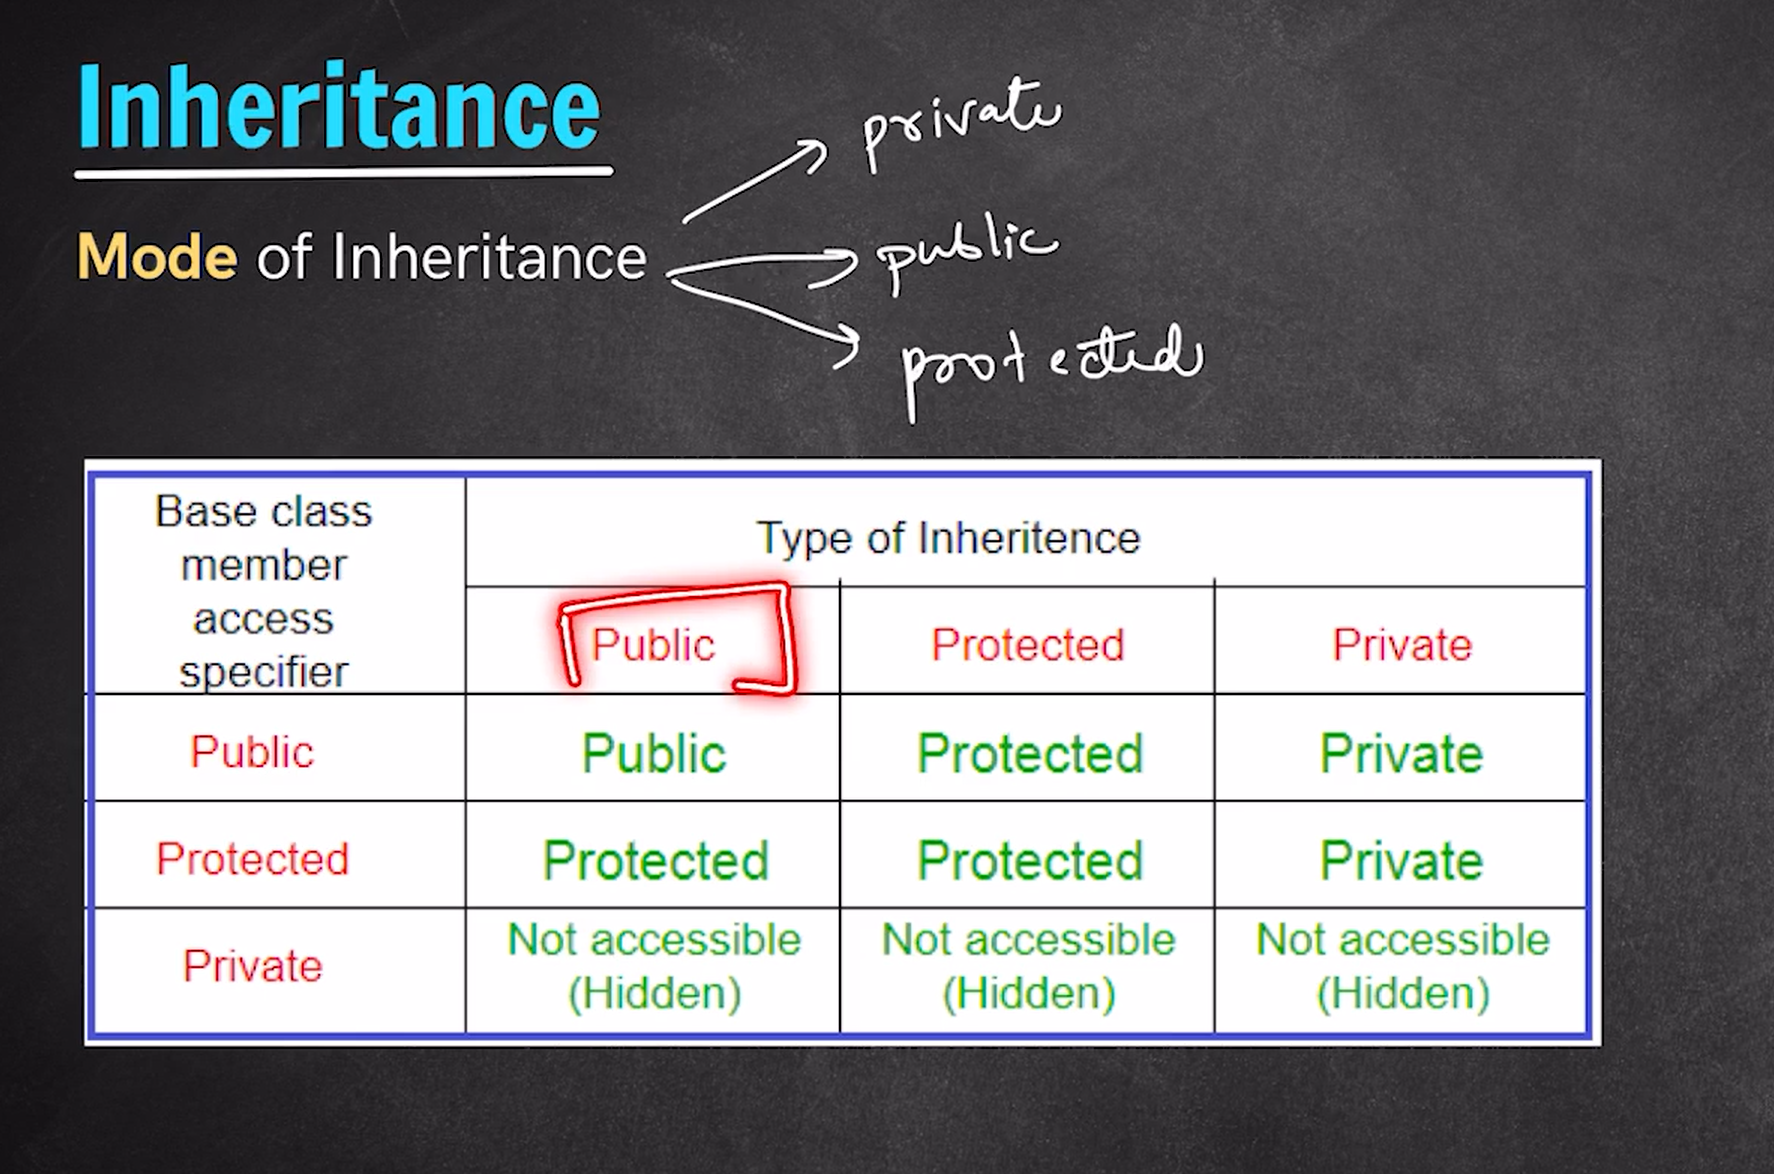 Inheritance
private
public
Mode of Inheritance
protected
Base class
member
access
specifier
Type of Inheritence
Public
Protected
Private
Public
Public
Protected
Private
Protected
Protected
Protected
Private
Private
Not accessible
(Hidden)
Not accessible
(Hidden)
Not accessible
(Hidden)